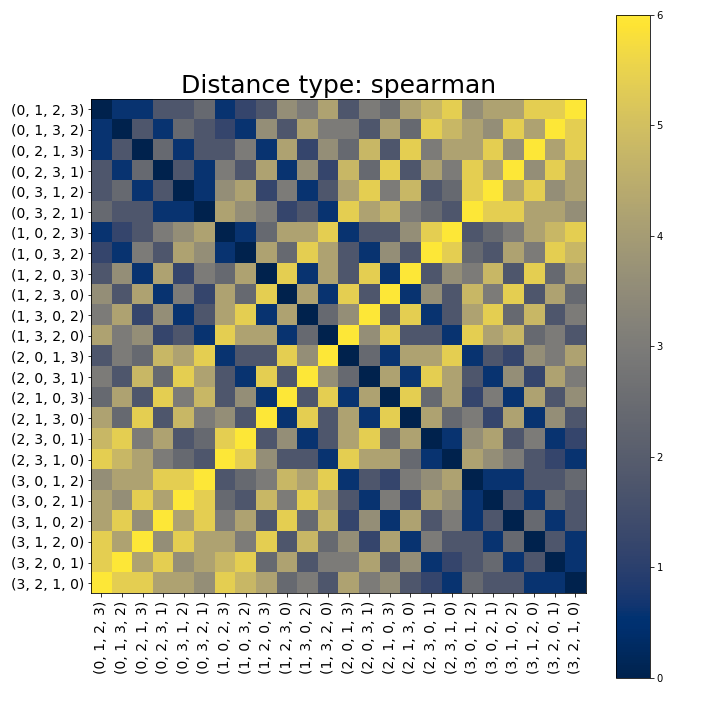 Distance type: spearman
(0, 1, 2, 3)
(0, 1, 3, 2)
(0, 2, 1, 3)
(0, 2, 3, 1)
(0, 3, 1, 2)
(0, 3, 2, 1)
(1, 0, 2, 3)
(1, 0, 3, 2)
(1, 2, 0, 3)
(1, 2, 3, 0)
(1, 3, 0, 2)
(1, 3, 2, 0)
(2, 0, 1, 3)
(2, 0, 3, 1)
(2, 1, 0, 3)
(2, 1, 3, 0)
(2, 3, 0, 1)
(2, 3, 1, 0)
(3, 0, 1, 2)
(3, 0, 2, 1)
(3, 1, 0, 2)
(3, 1, 2, 0)
(3, 2, 0, 1)
(3, 2, 1, 0)
(0, 1, 2, 3)
(0, 1, 3, 2)
(0, 2, 1, 3)
(0, 2, 3, 1)
(0, 3, 1, 2)
(0, 3, 2, 1)
(1, 0, 2, 3)
(1, 0, 3, 2)
(1, 2, 0, 3)
(1, 2, 3, 0)
(1, 3, 0, 2)
(1, 3, 2, 0)
(2, 0, 1, 3)
(2, 0, 3, 1)
(2, 1, 0, 3)
(2, 1, 3, 0)
(2, 3, 0, 1)
(2, 3, 1, 0)
(3, 0, 1, 2)
(3, 0, 2, 1)
(3, 1, 0, 2)
(3, 1, 2, 0)
(3, 2, 0, 1)
(3, 2, 1, 0)
6
5
4
3
2
1
0